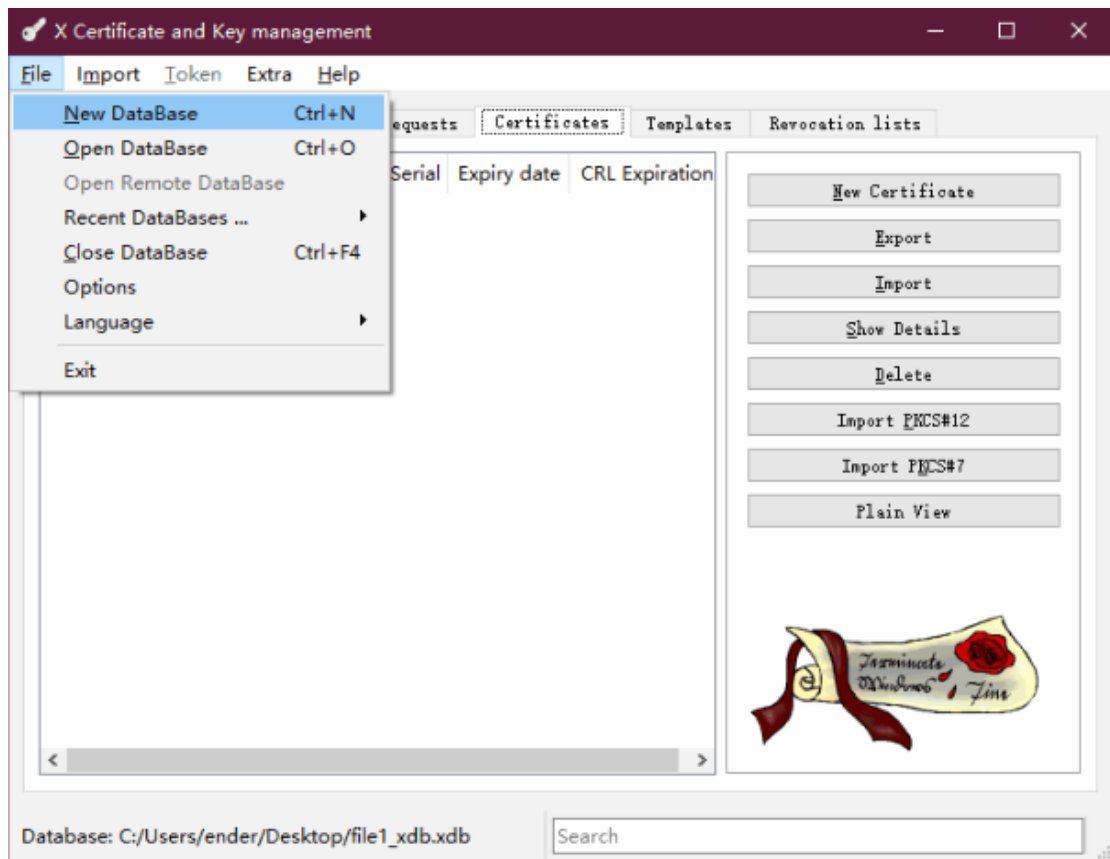 X Certificate and Key management
File Import Token Extra Help
New DataBase Ctrl+N
Open DataBase Ctrl+O
Open Remote DataBase
Recent DataBases ...
Close DataBase Ctrl+F4
Options
Language
Exit
equests Certificates Templates Revocation lists
Serial Expiry date CRL Expiration
New Certificate
Export
Import
Show Details
Delete
Import PKCS#12
Import PKCS#7
Plain View
Database: C:/Users/ender/Desktop/file1_xdb.xdb
Search